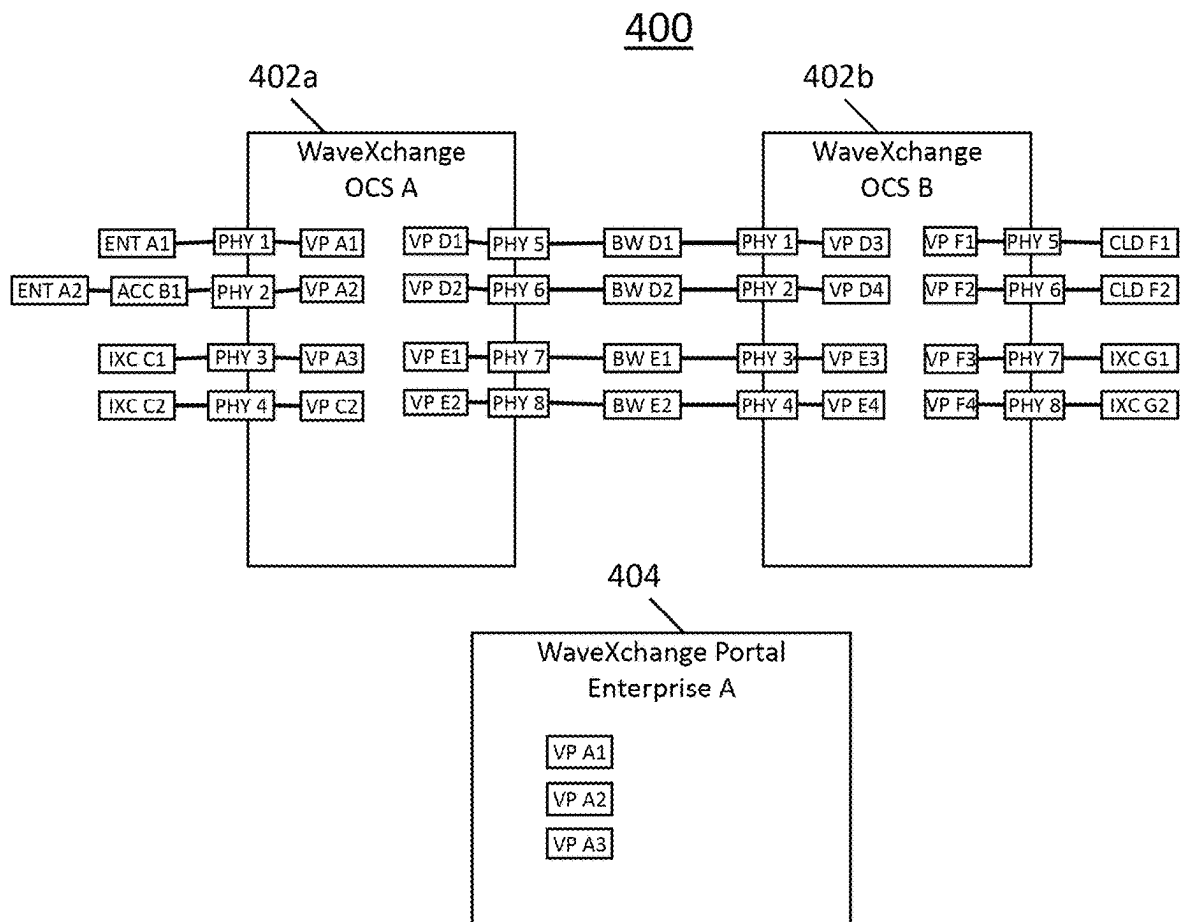 400
402a 402b
WaveXchange OCS A WaveXchange OCS B
ENT A1 PHY 1 VP A1 VP D1 PHY 5 BW D1 PHY 1 VP D3 VP F1 PHY 5 CLD F1
ENT A2 ACC B1 PHY 2 VP A2 VP D2 PHY 6 BW D2 PHY 2 VP D4 VP F2 PHY 6 CLD F2
IXC C1 PHY 3 VP A3 VP E1 PHY 7 BW E1 PHY 3 VP E3 VP F3 PHY 7 IXC G1
IXC C2 PHY 4 VP C2 VP E2 PHY 8 BW E2 PHY 4 VP E4 VP F4 PHY 8 IXC G2
404
WaveXchange Portal
Enterprise A
VP A1
VP A2
VP A3